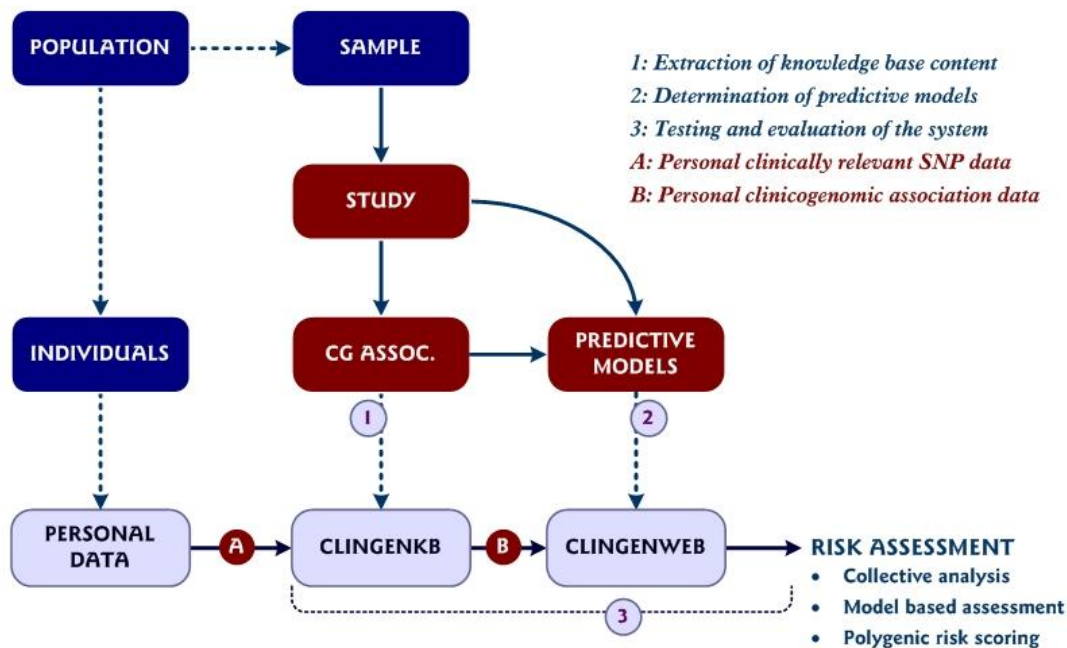 POPULATION
SAMPLE
1: Extraction of knowledge base content
2: Determination of predictive models
3: Testing and evaluation of the system
A: Personal clinically relevant SNP data
B: Personal clinicogenomic association data
STUDY
INDIVIDUALS
CG ASSOC.
PREDICTIVE
MODELS
1
2
PERSONAL
DATA
A
CLINGENKB
B
CLINGENWEB
RISK ASSESSMENT
• Collective analysis
• Model based assessment
• Polygenic risk scoring
3